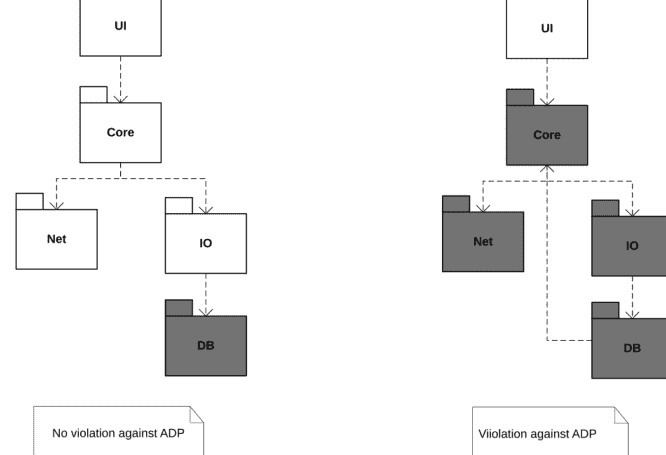 UI
Core
Net
IO
DB
No violation against ADP
UI
Core
Net
IO
DB
Viiolation against ADP